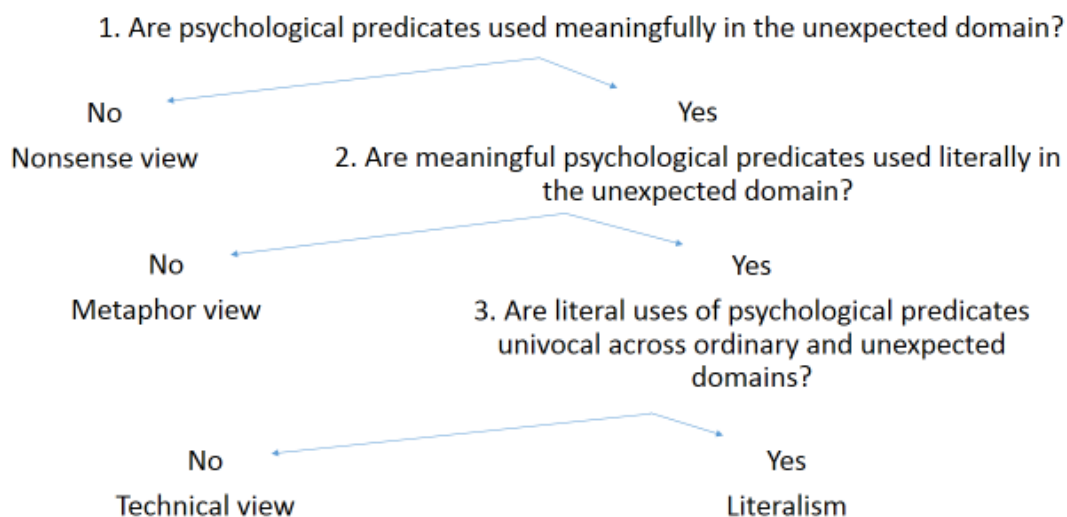 1. Are psychological predicates used meaningfully in the unexpected domain?
No
Yes
Nonsense view
2. Are meaningful psychological predicates used literally in
the unexpected domain?
No
Yes
Metaphor view
3. Are literal uses of psychological predicates
univocal across ordinary and unexpected
domains?
No
Yes
Technical view
Literalism